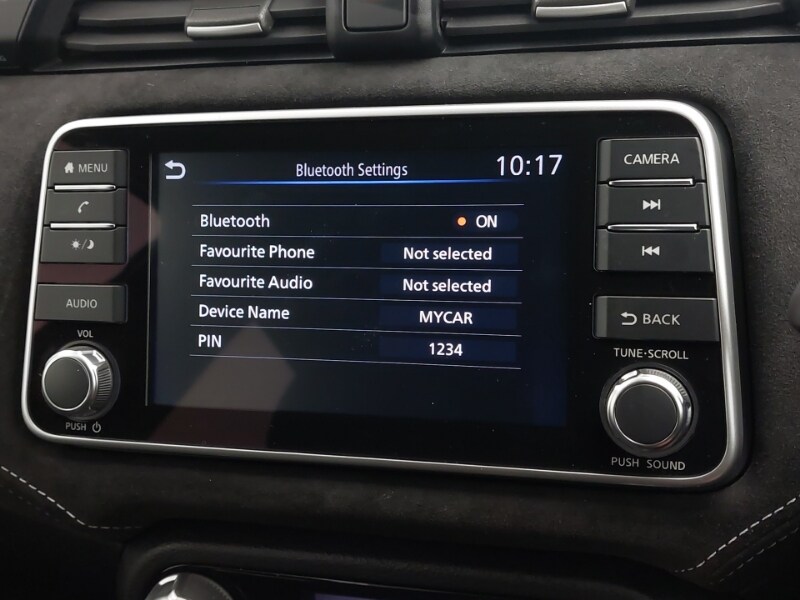 MENU
AUDIO
VOL
PUSH
Bluetooth Settings 10:17
Bluetooth ON
Favourite Phone Not selected
Favourite Audio Not selected
Device Name MYCAR
PIN 1234
CAMERA
BACK
TUNE·SCROLL
PUSH SOUND